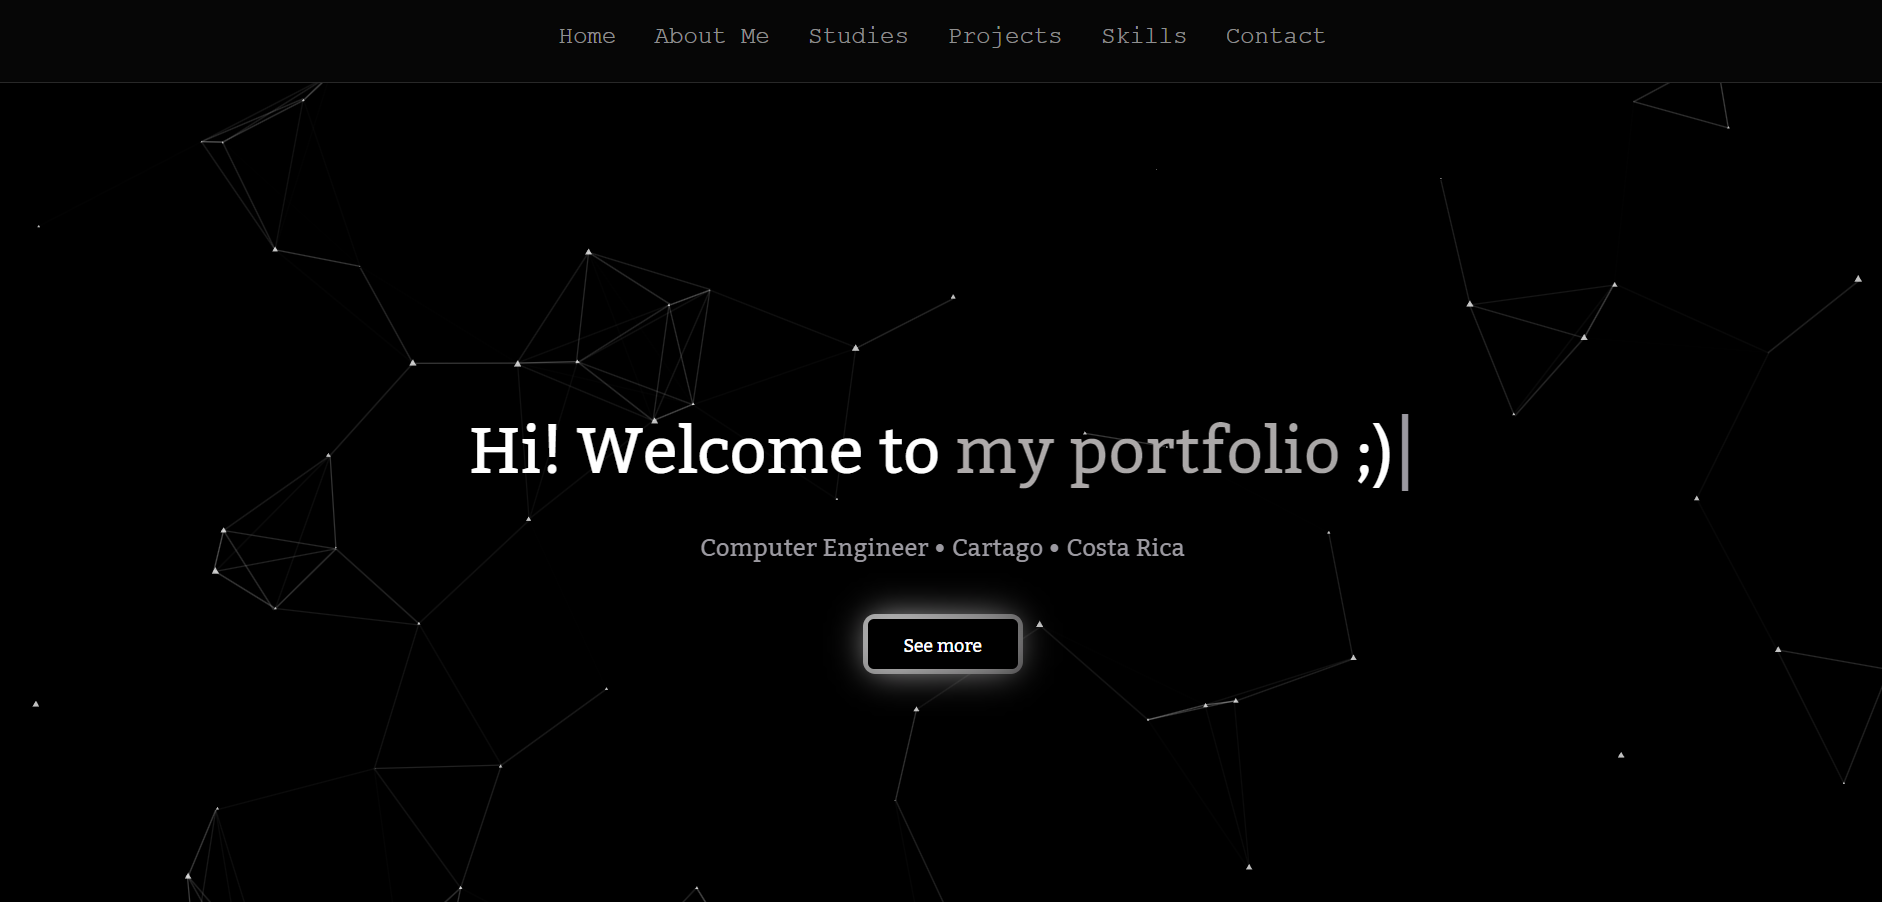 Home About Me Studies Projects Skills Contact
Hi! Welcome to my portfolio ;)|
Computer Engineer • Cartago • Costa Rica
See more